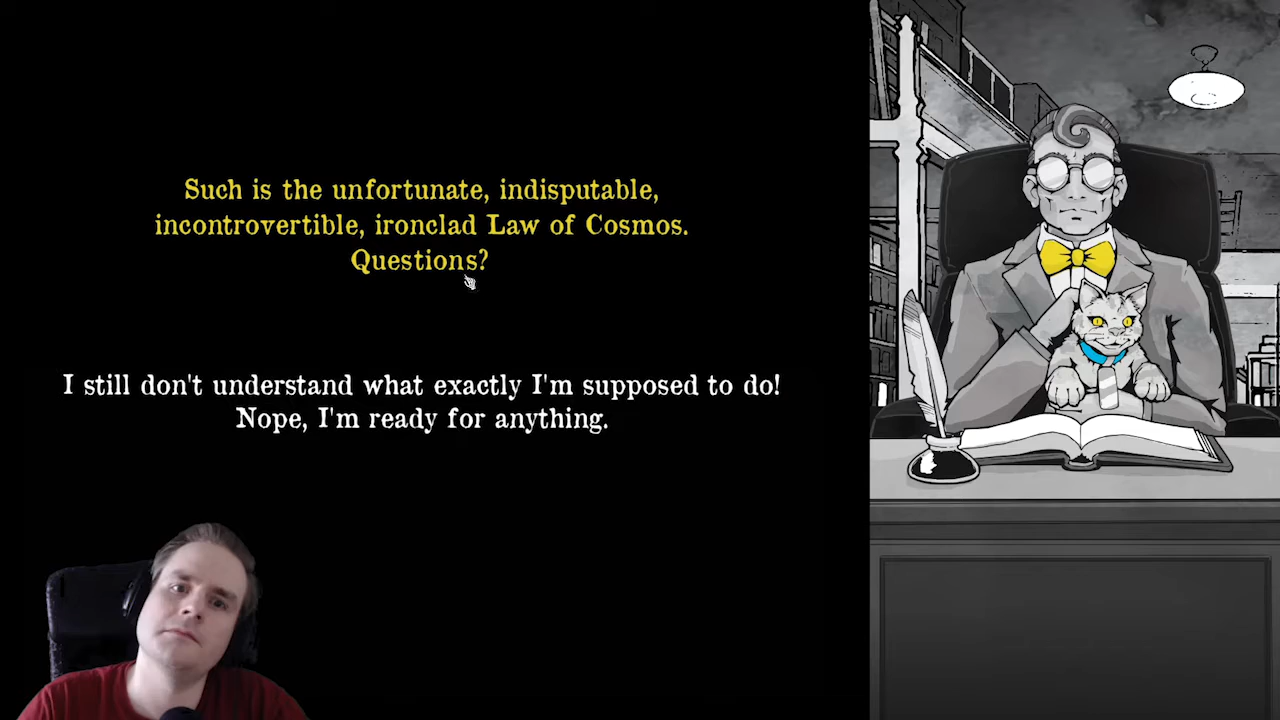 Such is the unfortunate, indisputable,
incontrovertible, ironclad Law of Cosmos.
Questions?
I still don't understand what exactly I'm supposed to do!
Nope, I'm ready for anything.